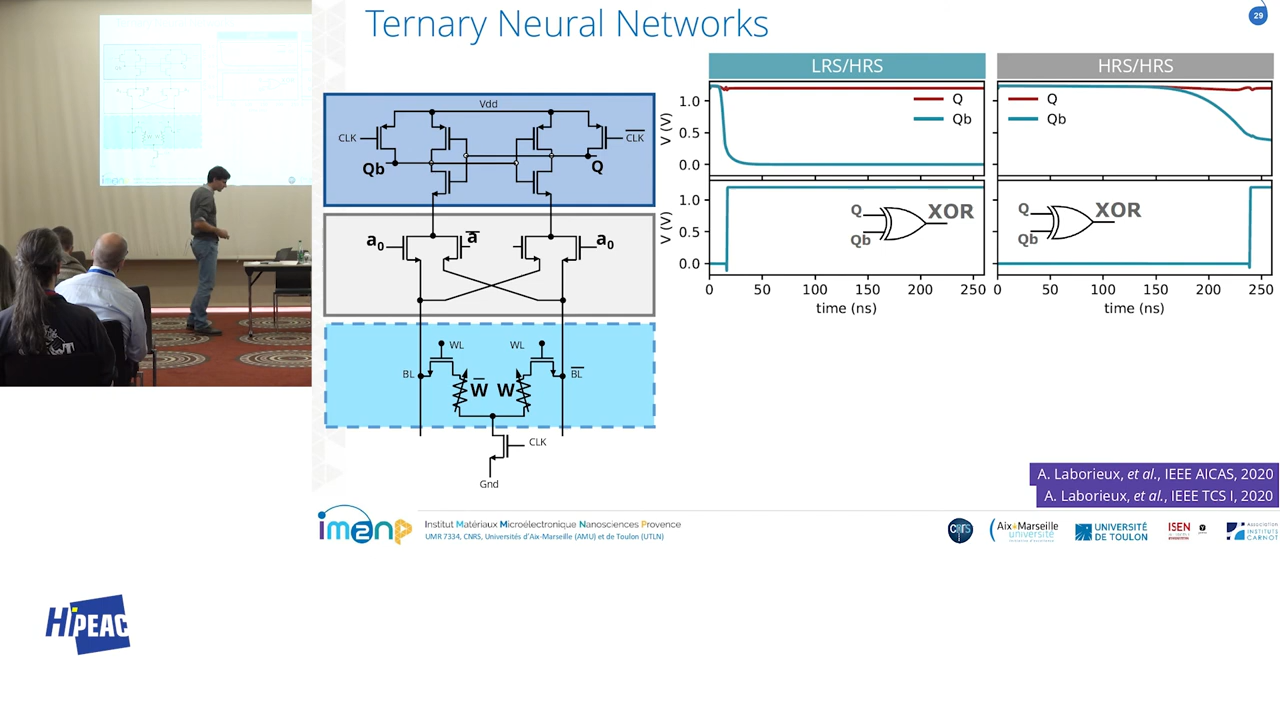 Ternary Neural Networks
29
Vdd
CLK
CLK
Qb
Q
a0
a
a0
WL
WL
BL
BL
W
W
CLK
Gnd
LRS/HRS
HRS/HRS
Q
Qb
Q
Qb
V (V)
1.0
0.5
0.0
V (V)
1.0
0.5
0.0
Q
Qb
XOR
Q
Qb
XOR
0 50 100 150 200 250
0 50 100 150 200 250
time (ns)
time (ns)
A. Laborieux, et al., IEEE AICAS, 2020
A. Laborieux, et al., IEEE TCS I, 2020
im2np
Institut Matériaux Microélectronique Nanosciences Provence
UMR 7334, CNRS, Universités d'Aix-Marseille (AMU) et de Toulon (UTLN)
cnrs
Aix*Marseille
université
UNIVERSITÉ
DE TOULON
ISEN
ASSOCIATION
INSTITUTS
CARNOT
HiPEAC